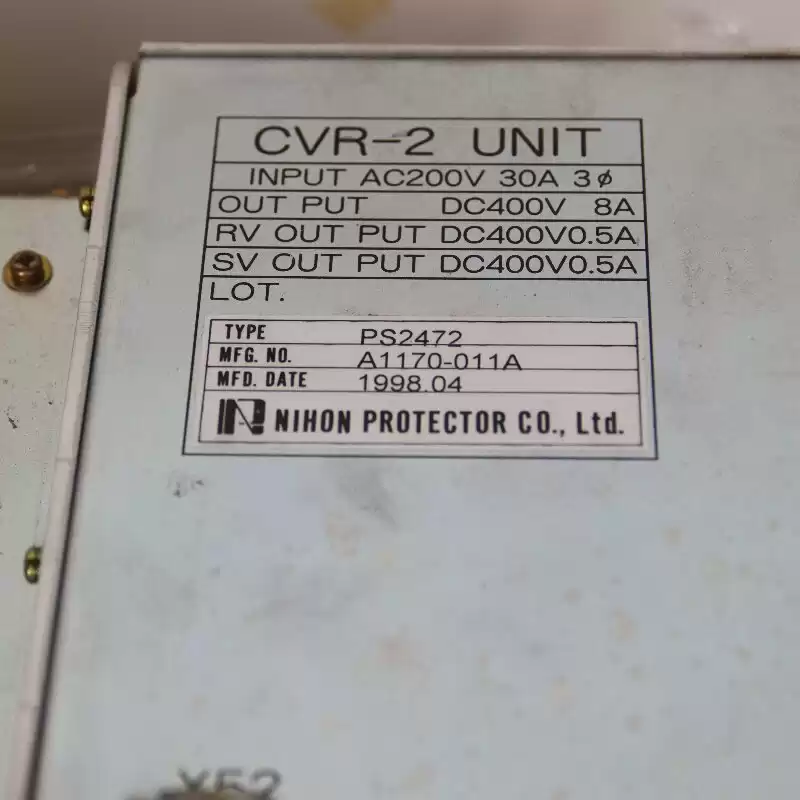 CVR-2 UNIT
INPUT AC200V 30A 3φ
OUT PUT DC400V 8A
RV OUT PUT DC400V0.5A
SV OUT PUT DC400V0.5A
LOT.
TYPE PS2472
MFG. NO. A1170-011A
MFD. DATE 1998.04
NIHON PROTECTOR CO., Ltd.
X52